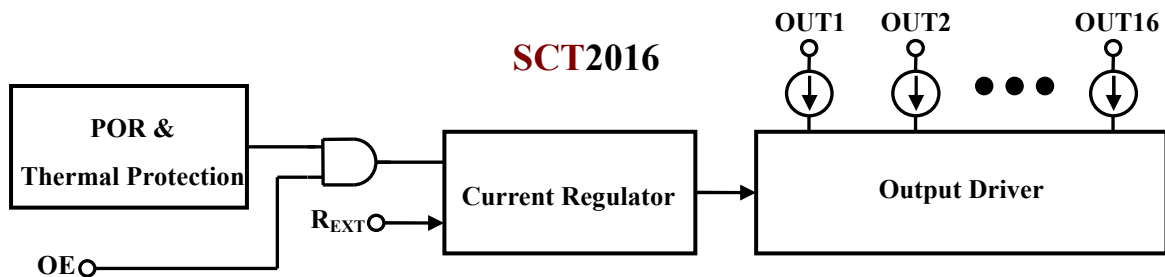 OUT1 OUT2 OUT16
SCT2016
POR &
Thermal Protection
Current Regulator
Output Driver
REXT
OE